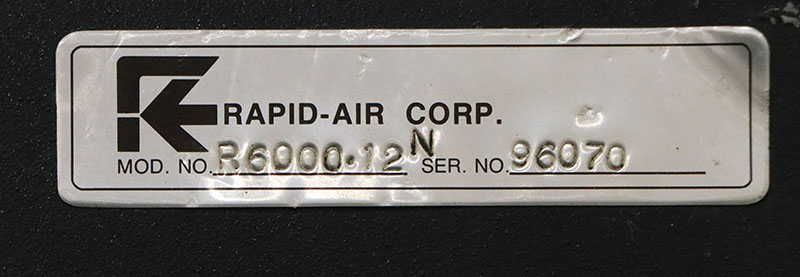 RAPID-AIR CORP.
MOD. NO. R6000·12N SER. NO. 96070